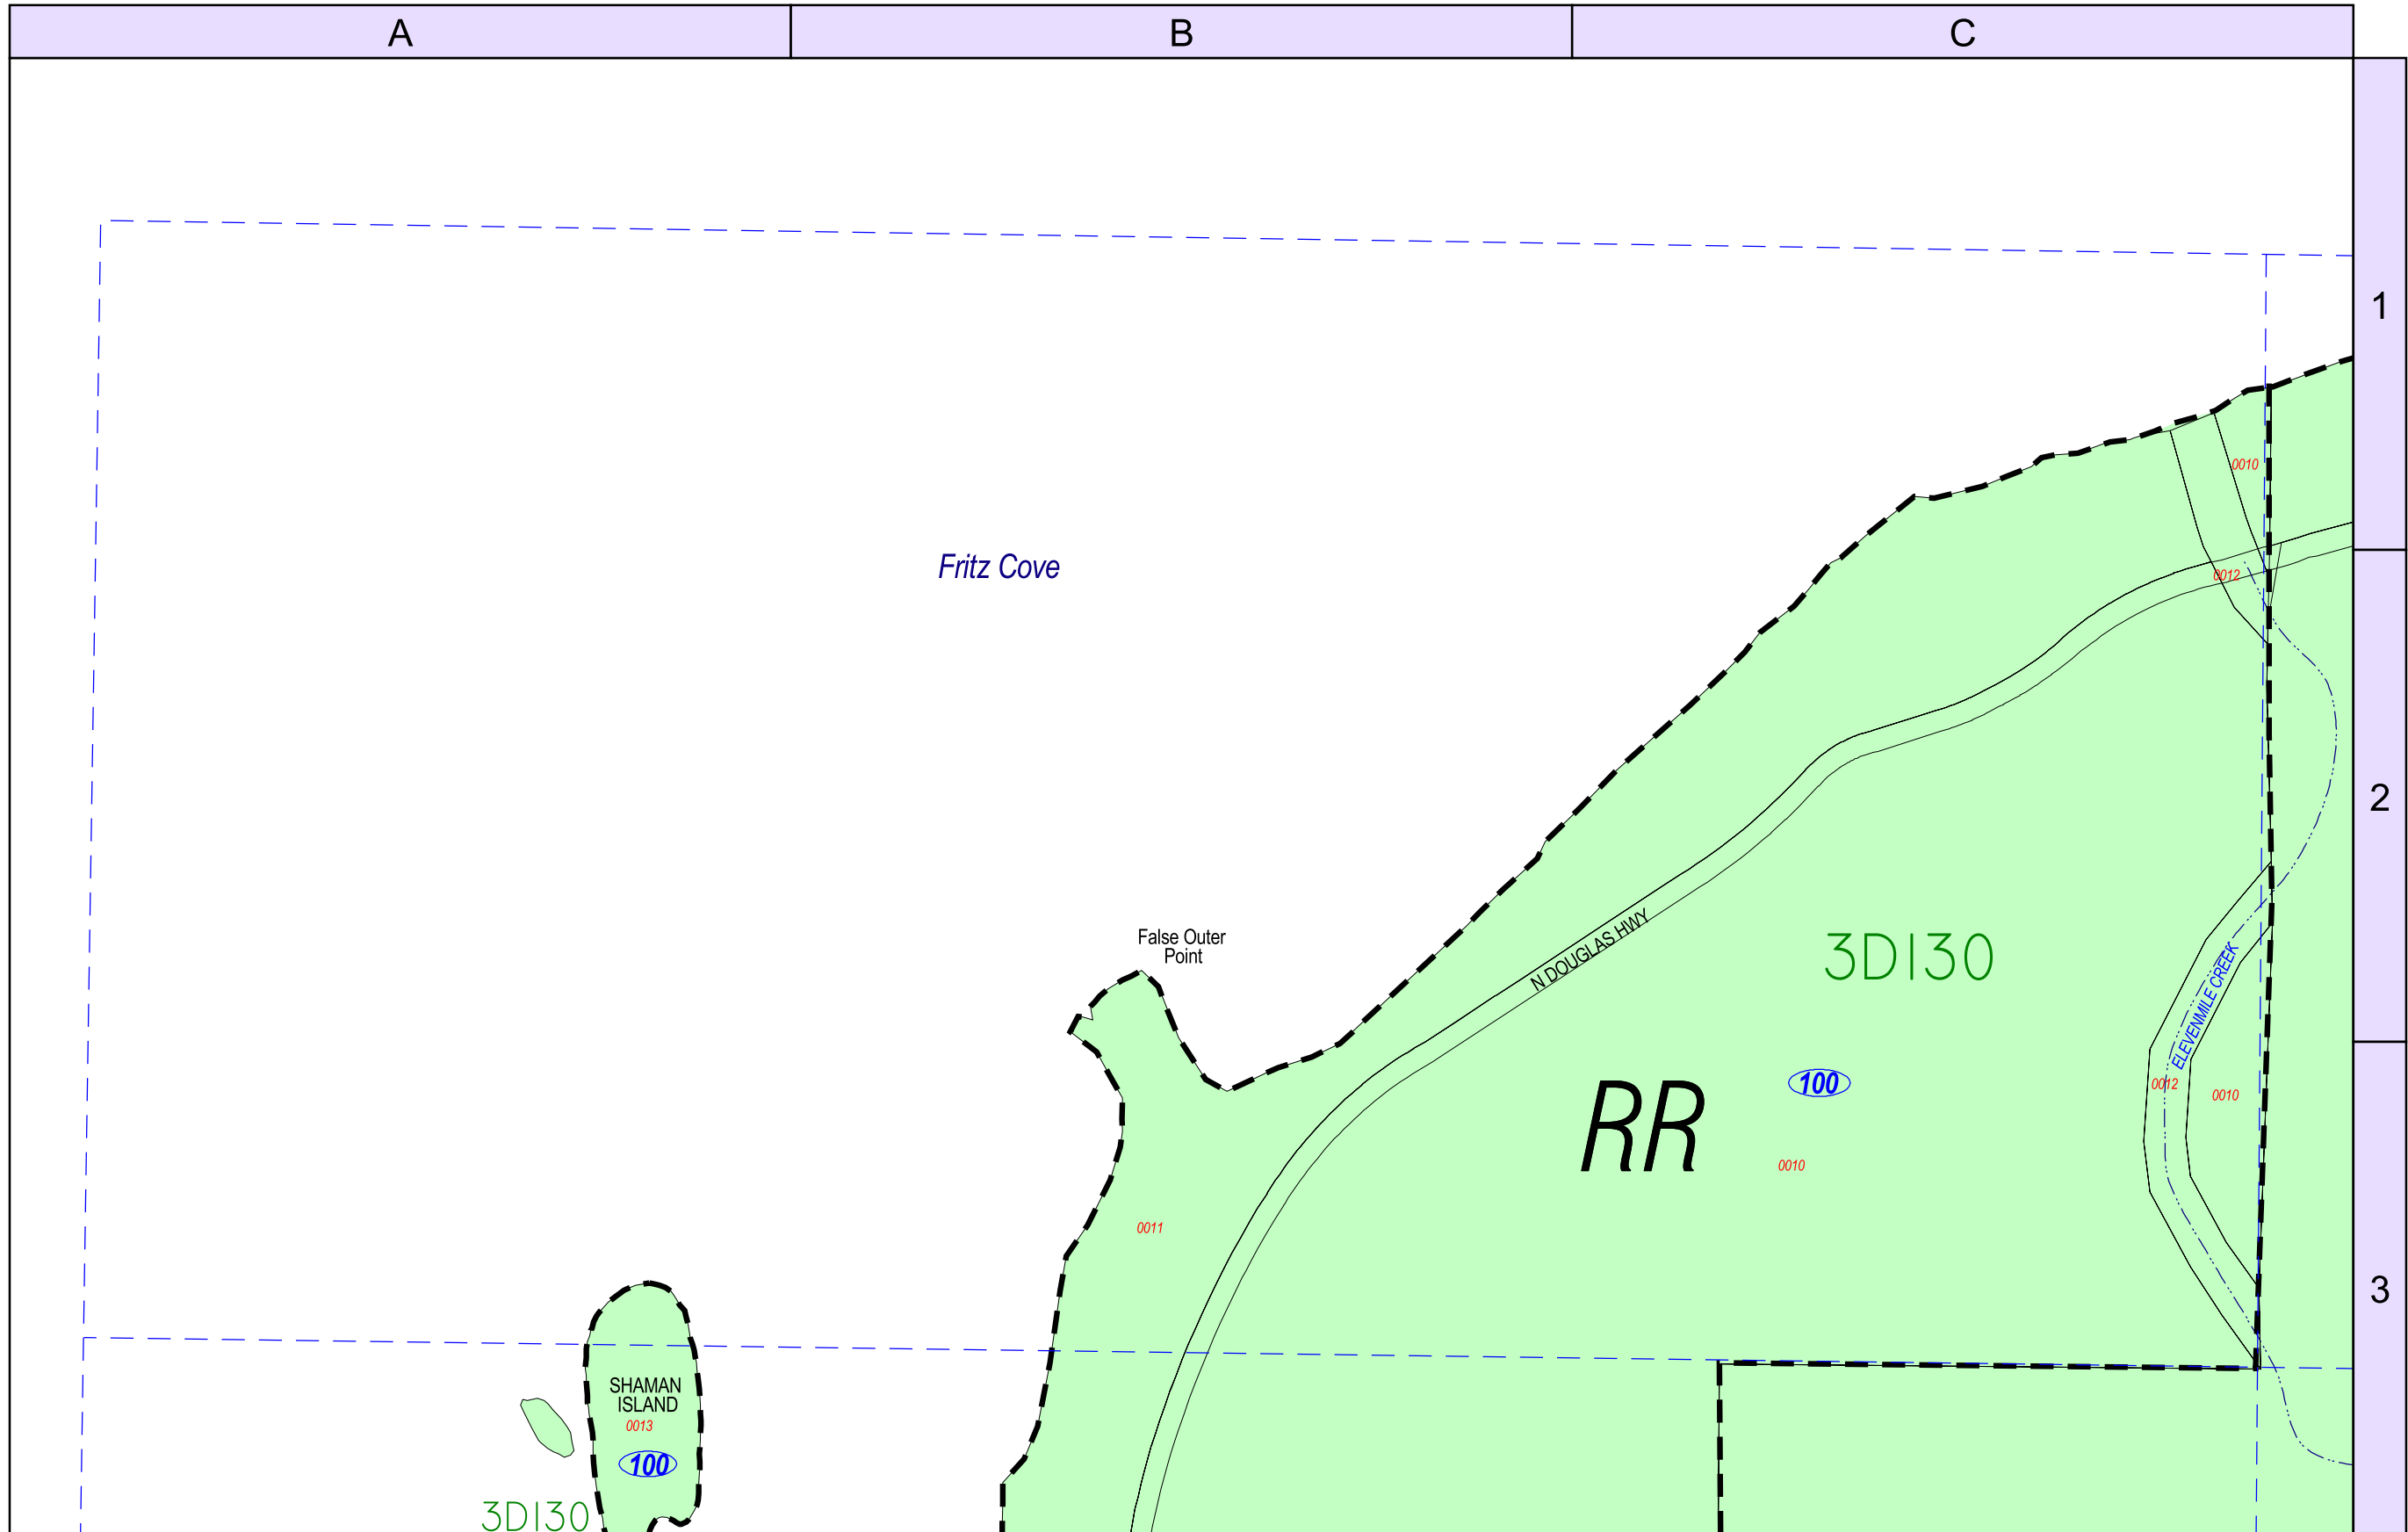 A
B
C
1
0010
Fritz Cove
0012
2
False Outer
Point
N DOUGLAS HWY
3D130
ELEVENMILE CREEK
100
0012
0010
RR
0010
0011
3
SHAMAN
ISLAND
0013
100
3D130